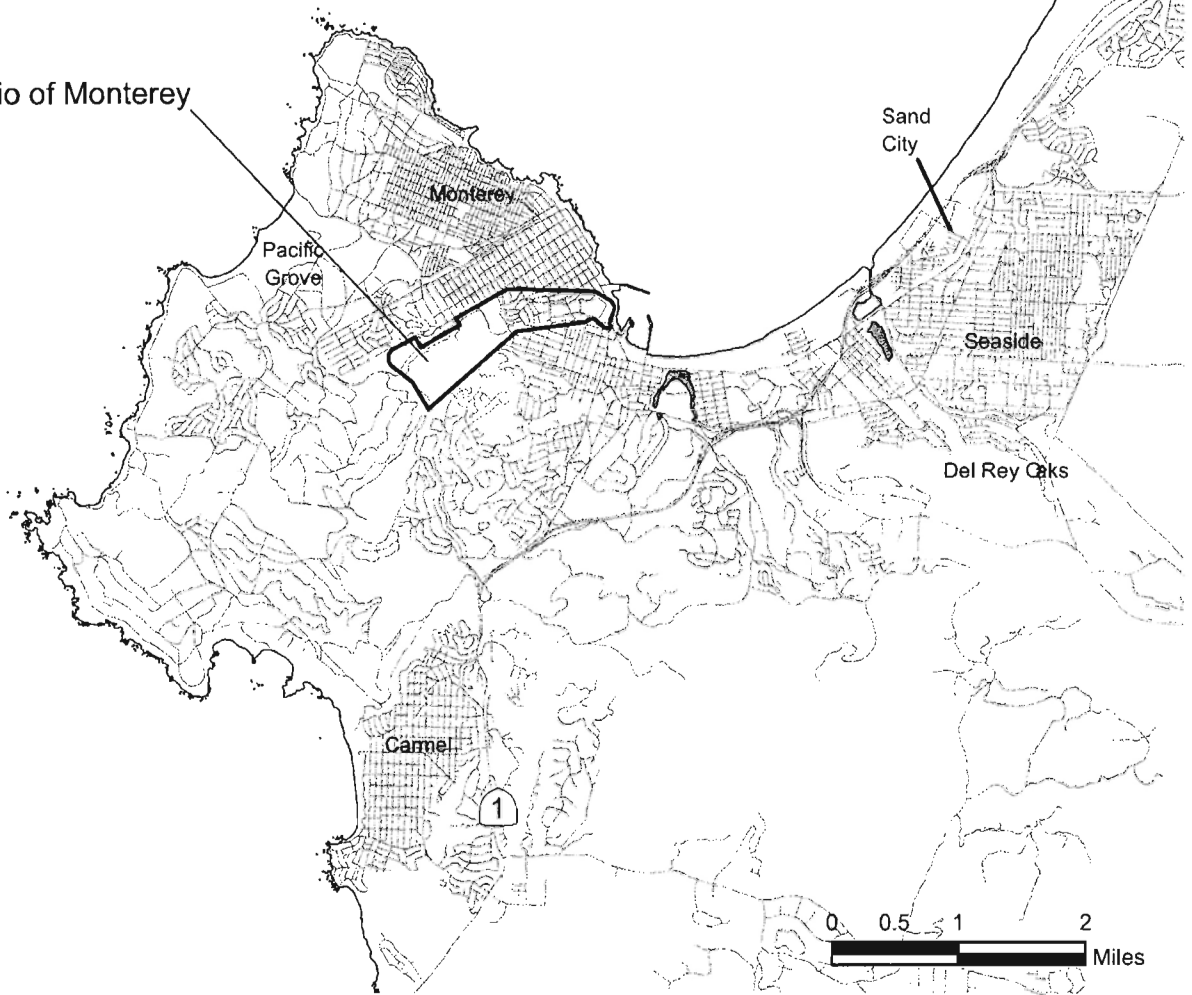 io of Monterey
Sand
City
Monterey
Pacific
Grove
Seaside
Del Rey Oaks
Carmel
1
0 0.5 1 2
Miles